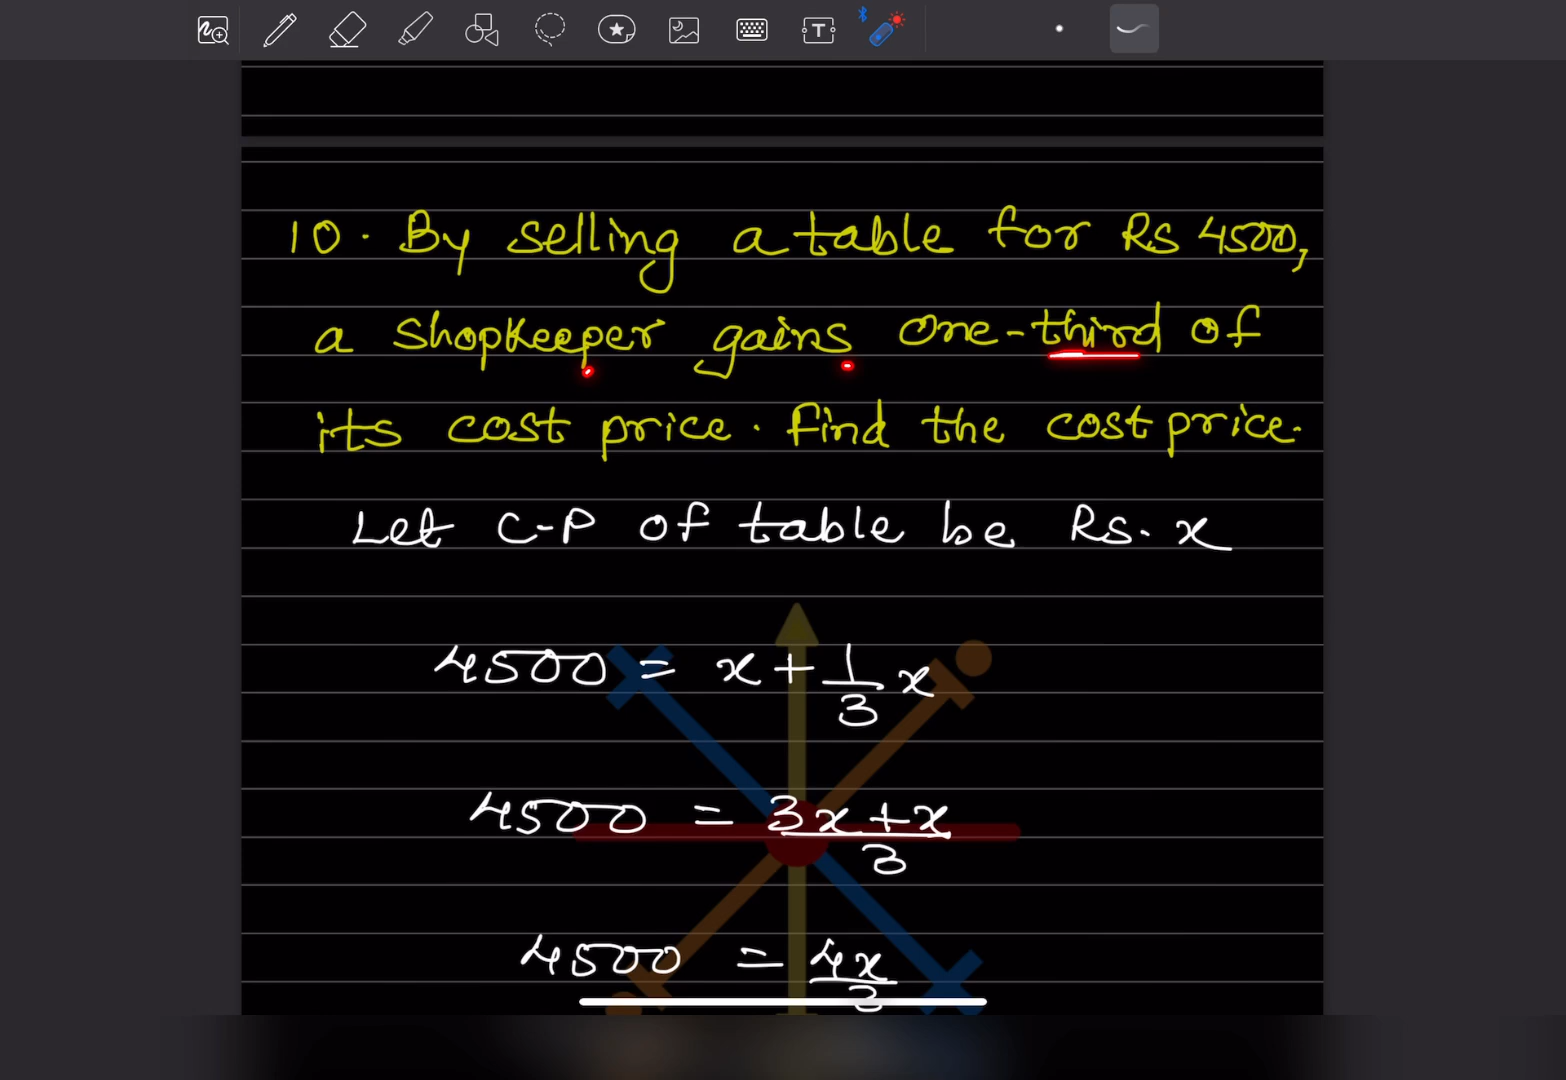 10. By selling a table for Rs 4500,
a shopkeeper gains one-third of
its cost price. Find the cost price.
Let C-P of table be Rs. x
4500 = x + 1/3 x
4500 = 3x + x / 3
4500 = 4x / 3